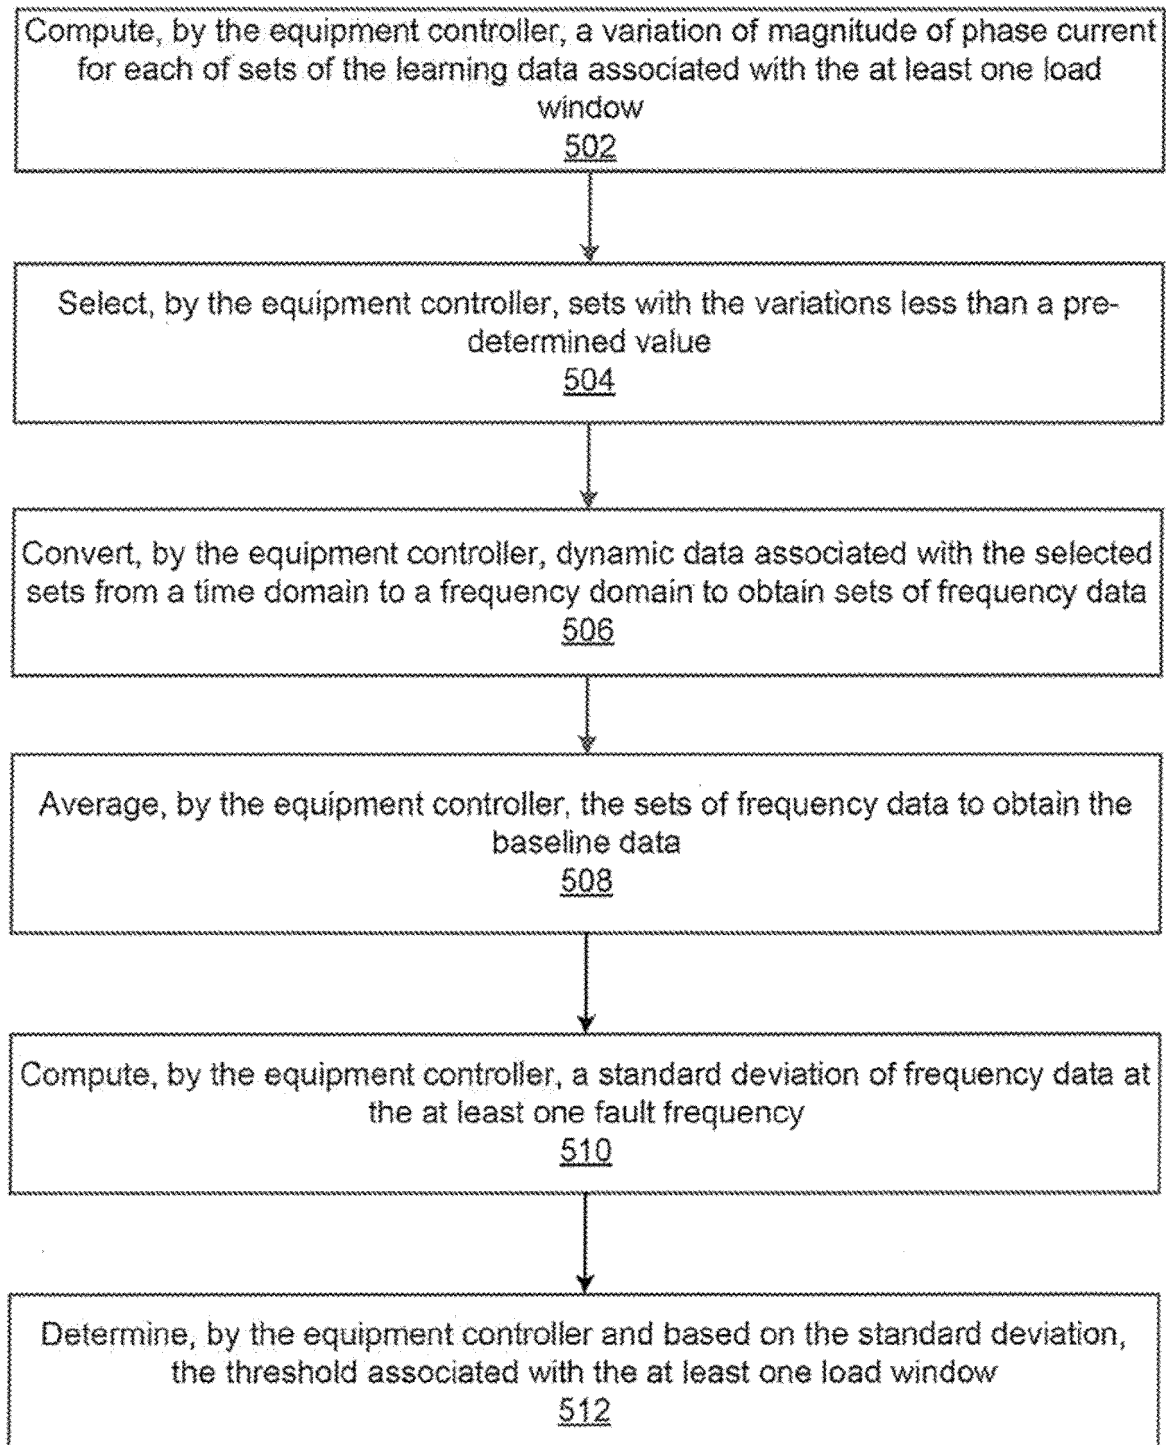 Compute, by the equipment controller, a variation of magnitude of phase current
for each of sets of the learning data associated with the at least one load
window
502
Select, by the equipment controller, sets with the variations less than a pre-
determined value
504
Convert, by the equipment controller, dynamic data associated with the selected
sets from a time domain to a frequency domain to obtain sets of frequency data
506
Average, by the equipment controller, the sets of frequency data to obtain the
baseline data
508
Compute, by the equipment controller, a standard deviation of frequency data at
the at least one fault frequency
510
Determine, by the equipment controller and based on the standard deviation,
the threshold associated with the at least one load window
512